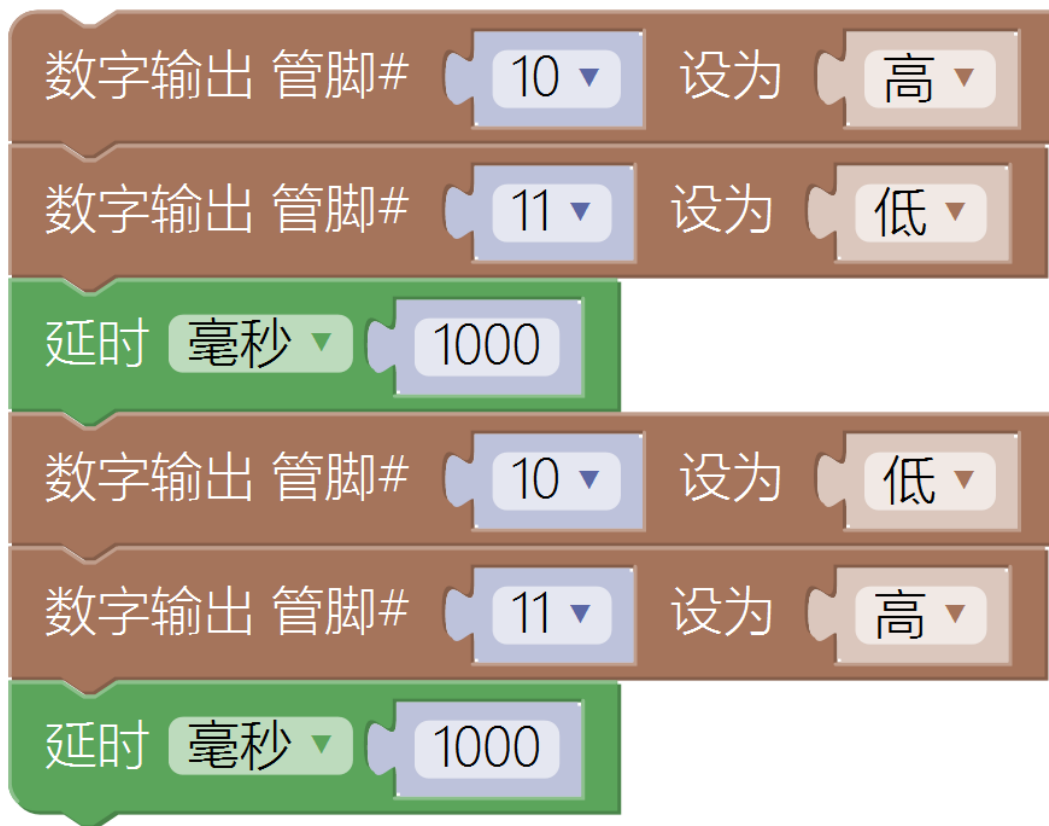 数字输出 管脚# 10 设为 高
数字输出 管脚# 11 设为 低
延时 毫秒 1000
数字输出 管脚# 10 设为 低
数字输出 管脚# 11 设为 高
延时 毫秒 1000